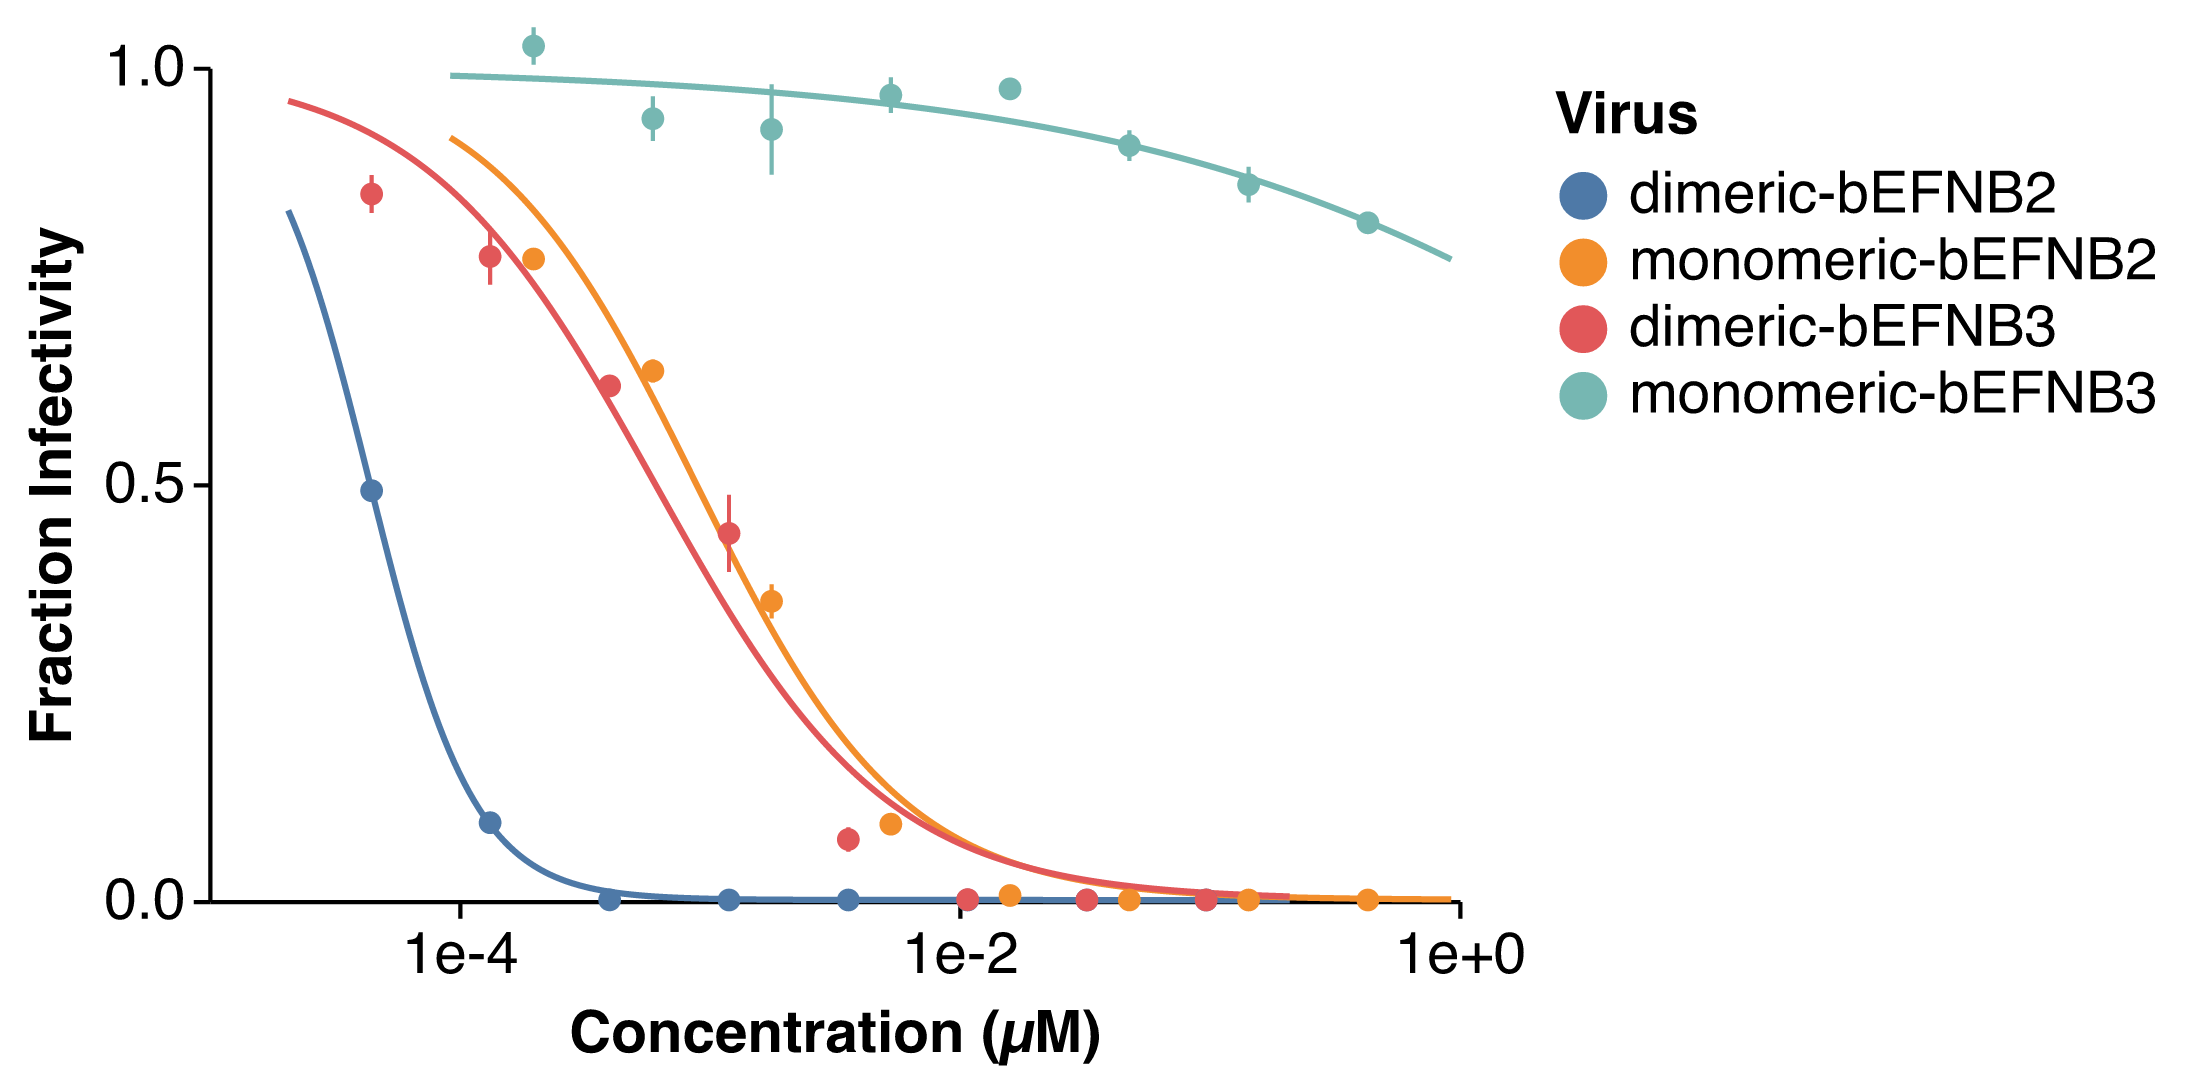 Fraction Infectivity
1.0
0.5
0.0
1e-4
1e-2
1e+0
Concentration (µM)
Virus
dimeric-bEFNB2
monomeric-bEFNB2
dimeric-bEFNB3
monomeric-bEFNB3